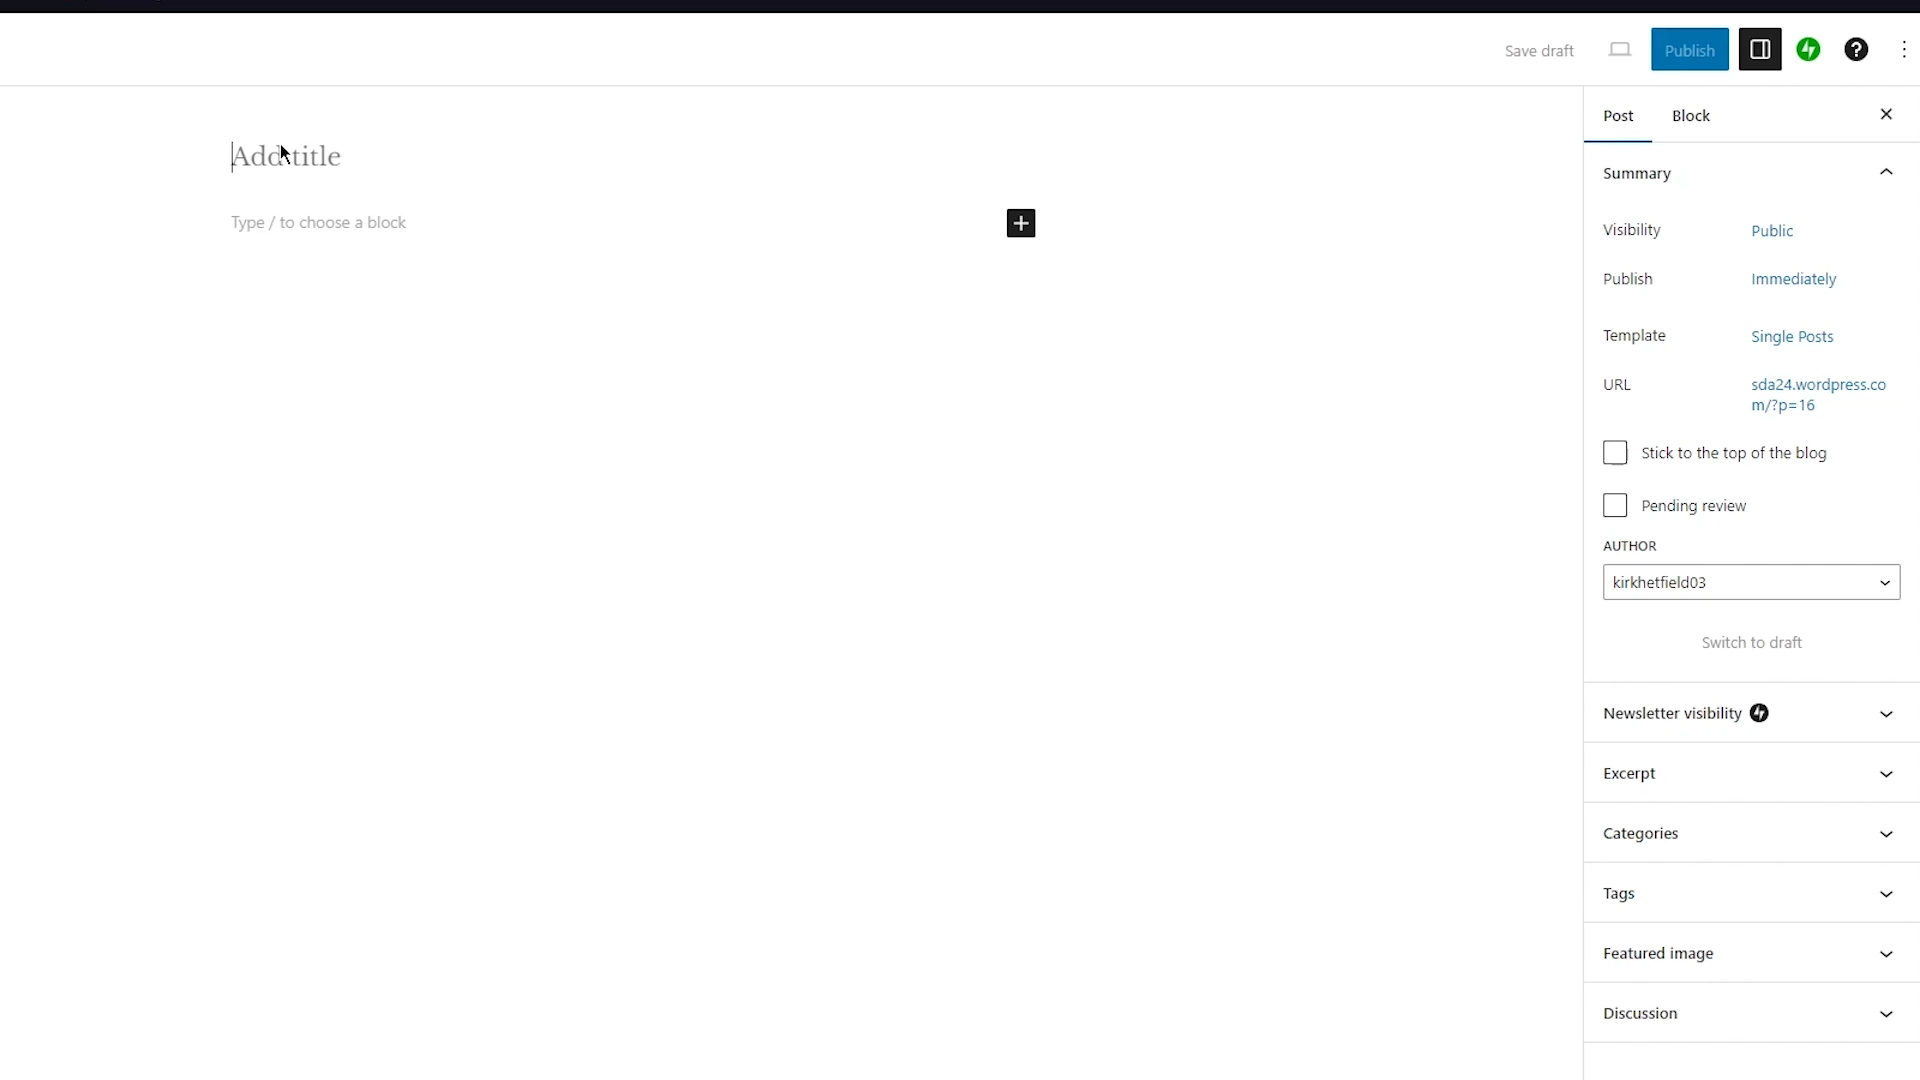 Save draft
Publish
Post
Block
Add title
Type / to choose a block
Summary
Visibility
Public
Publish
Immediately
Template
Single Posts
URL
sda24.wordpress.co
m/?p=16
Stick to the top of the blog
Pending review
AUTHOR
kirkhetfield03
Switch to draft
Newsletter visibility
Excerpt
Categories
Tags
Featured image
Discussion